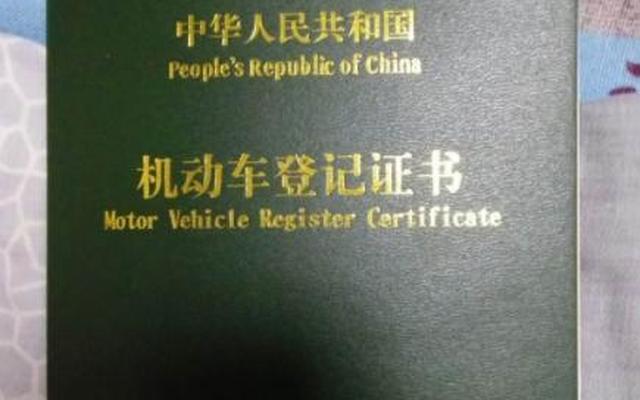 中华人民共和国
People's Republic of China
机动车登记证书
Motor Vehicle Register Certificate